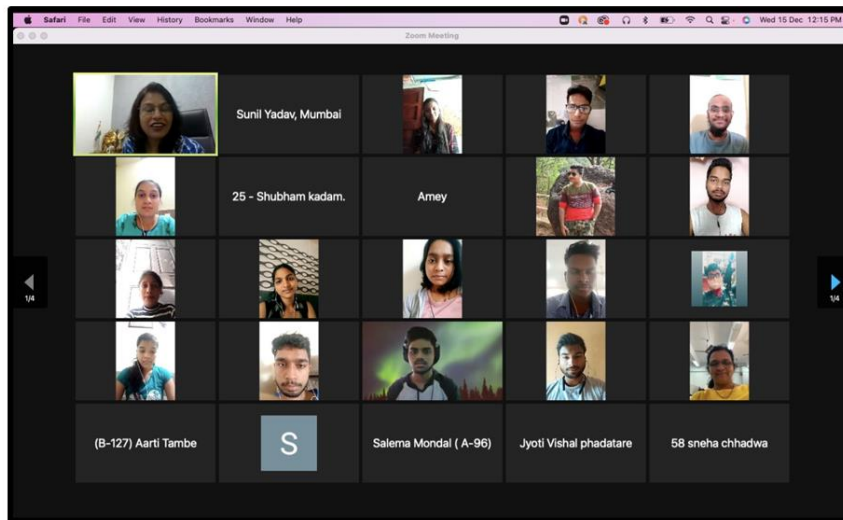 Safari File Edit View History Bookmarks Window Help Wed 15 Dec 12:15 PM
Zoom Meeting
Sunil Yadav, Mumbai
25 - Shubham kadam.
Amey
1/4
1/4
(B-127) Aarti Tambe
S
Salema Mondal ( A-96)
Jyoti Vishal phadatare
58 sneha chhadwa